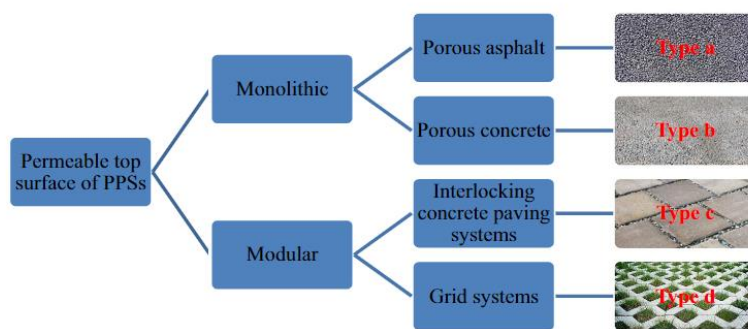 Permeable top
surface of PPSs
Monolithic
Modular
Porous asphalt
Porous concrete
Interlocking
concrete paving
systems
Grid systems
Type a
Type b
Type c
Type d